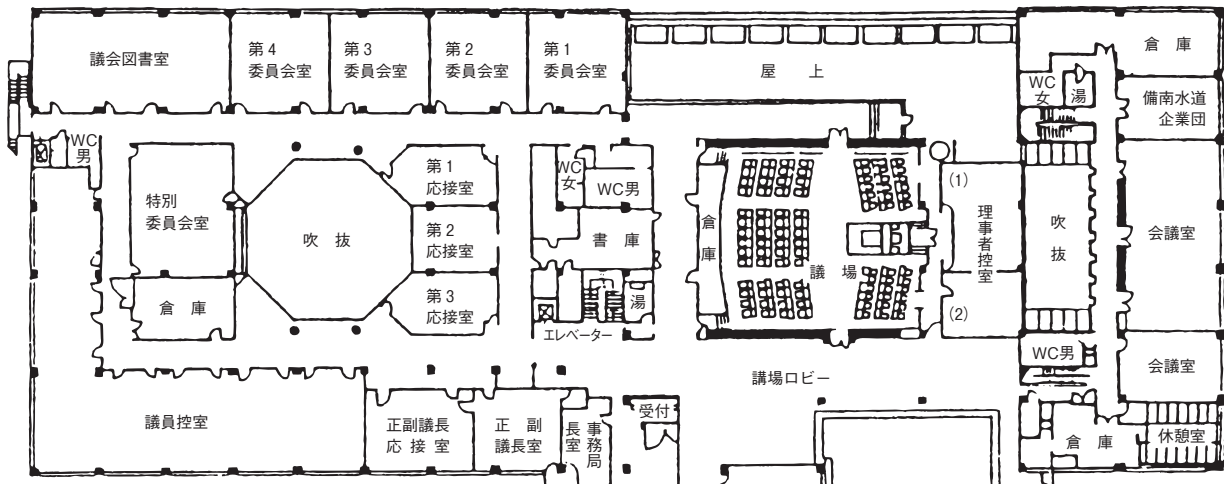 議会図書室
第4
委員会室
第3
委員会室
第2
委員会室
第1
委員会室
屋上
倉庫
WC
女
湯
備南水道
企業団
WC
男
特別
委員会室
吹抜
第1
応接室
第2
応接室
第3
応接室
倉庫
WC
女
WC男
書庫
湯
エレベーター
倉庫
議場
(1)
理事者控室
(2)
吹抜
会議室
WC男
会議室
講場ロビー
議員控室
正副議長
応接室
正副
議長室
事務局
長室
受付
倉庫
休憩室